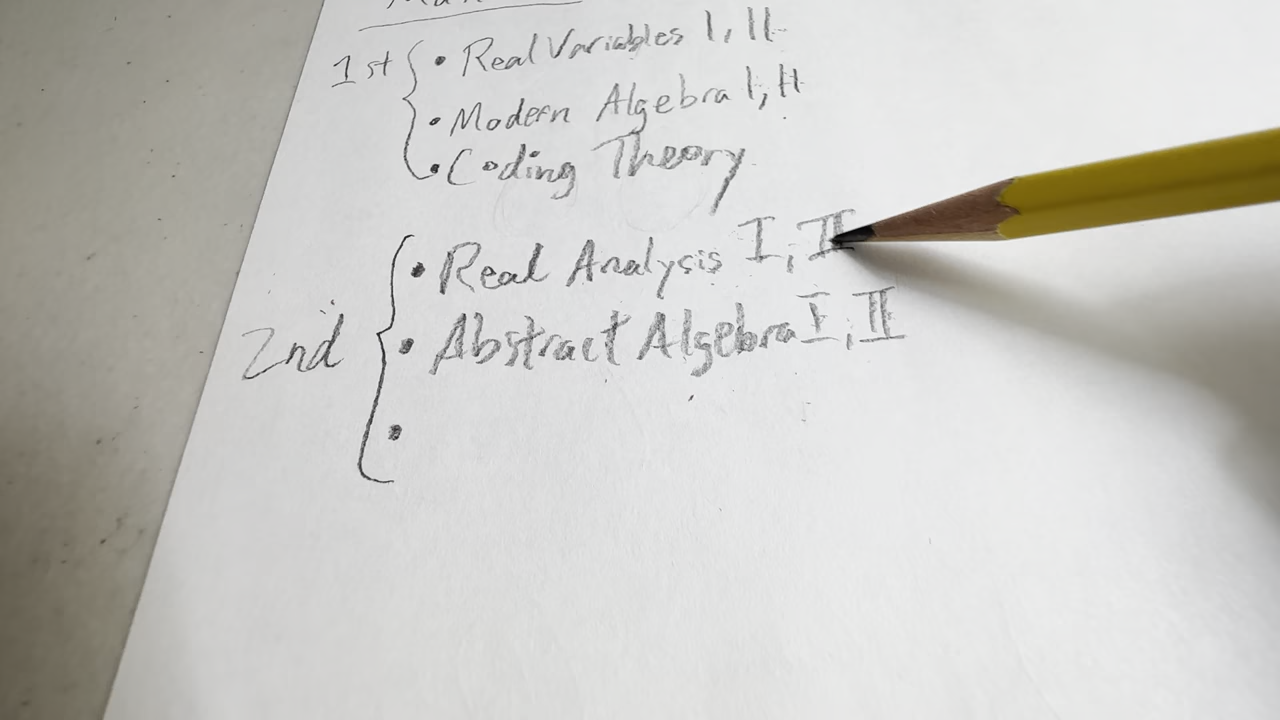 1st { • Real Variables I, II
• Modern Algebra I, II
• Coding Theory
2nd { • Real Analysis I, II
• Abstract Algebra I, II
•